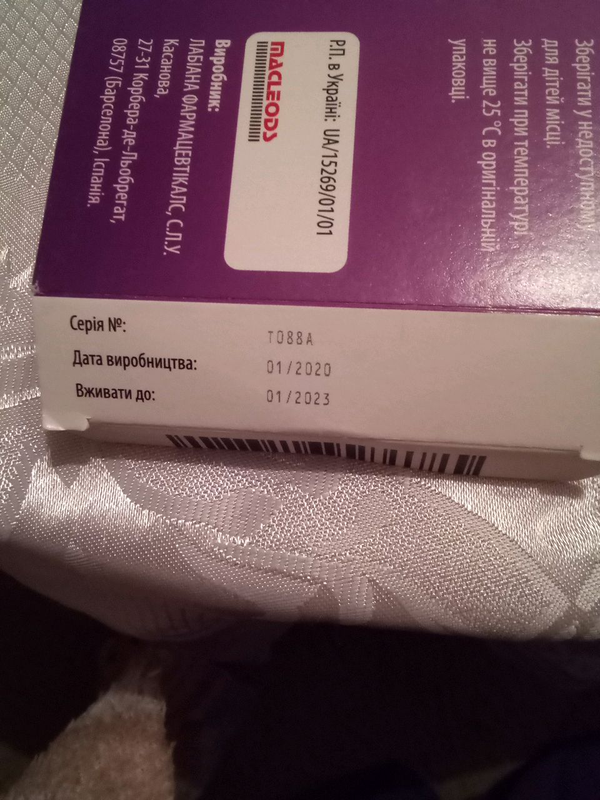 Зберігати у недоступному
для дітей місці.
Зберігати при температурі
не вище 25 °С в оригінальній
упаковці.
Р.П. в Україні: UA/15269/01/01
MACLEODS
Виробник:
ЛАБІАНА ФАРМАЦЕВТІКАЛС, С.Л.У.
Касанова,
27-31 Корбера-де-Льобрегат,
08757 (Барселона), Іспанія.
Серія №: T088A
Дата виробництва: 01/2020
Вживати до: 01/2023